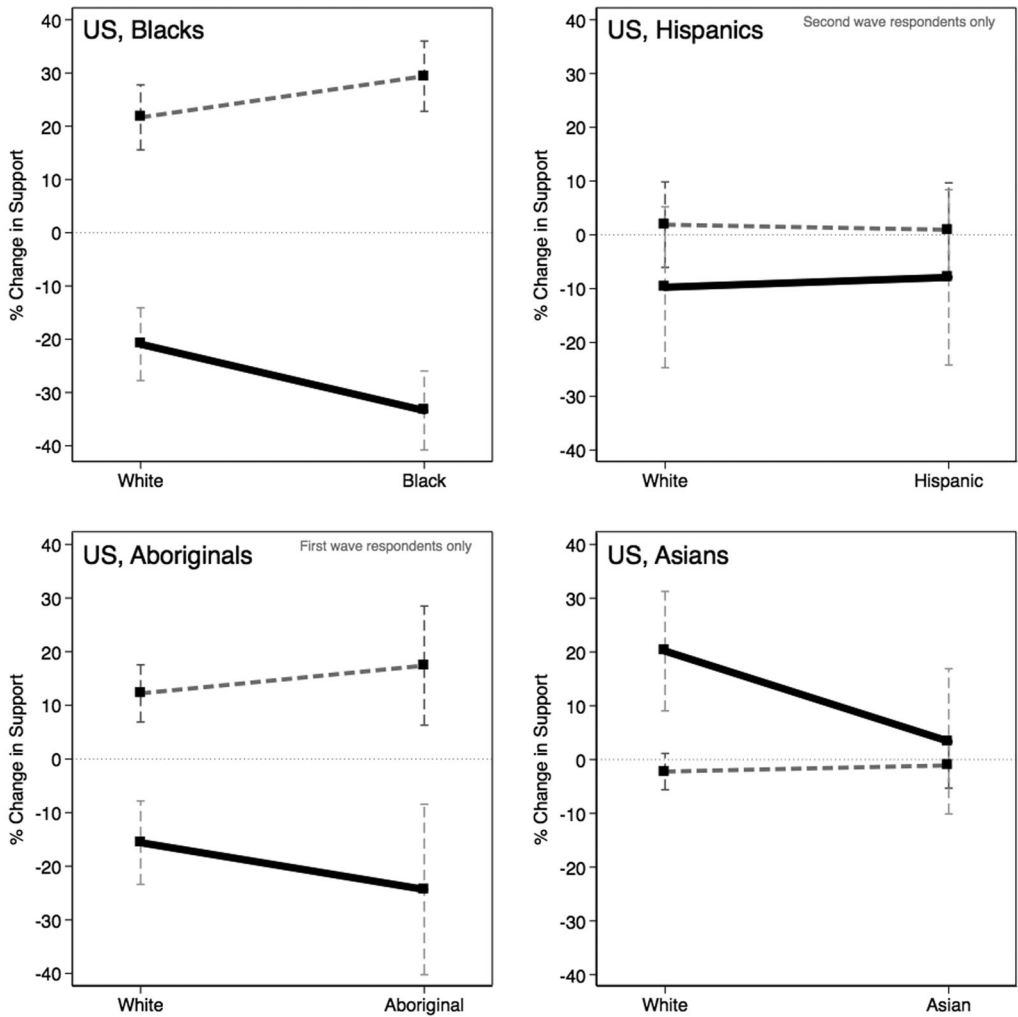 US, Blacks
% Change in Support
40
30
20
10
0
-10
-20
-30
-40
White Black
US, Hispanics
Second wave respondents only
% Change in Support
40
30
20
10
0
-10
-20
-30
-40
White Hispanic
US, Aboriginals
First wave respondents only
% Change in Support
40
30
20
10
0
-10
-20
-30
-40
White Aboriginal
US, Asians
% Change in Support
40
30
20
10
0
-10
-20
-30
-40
White Asian